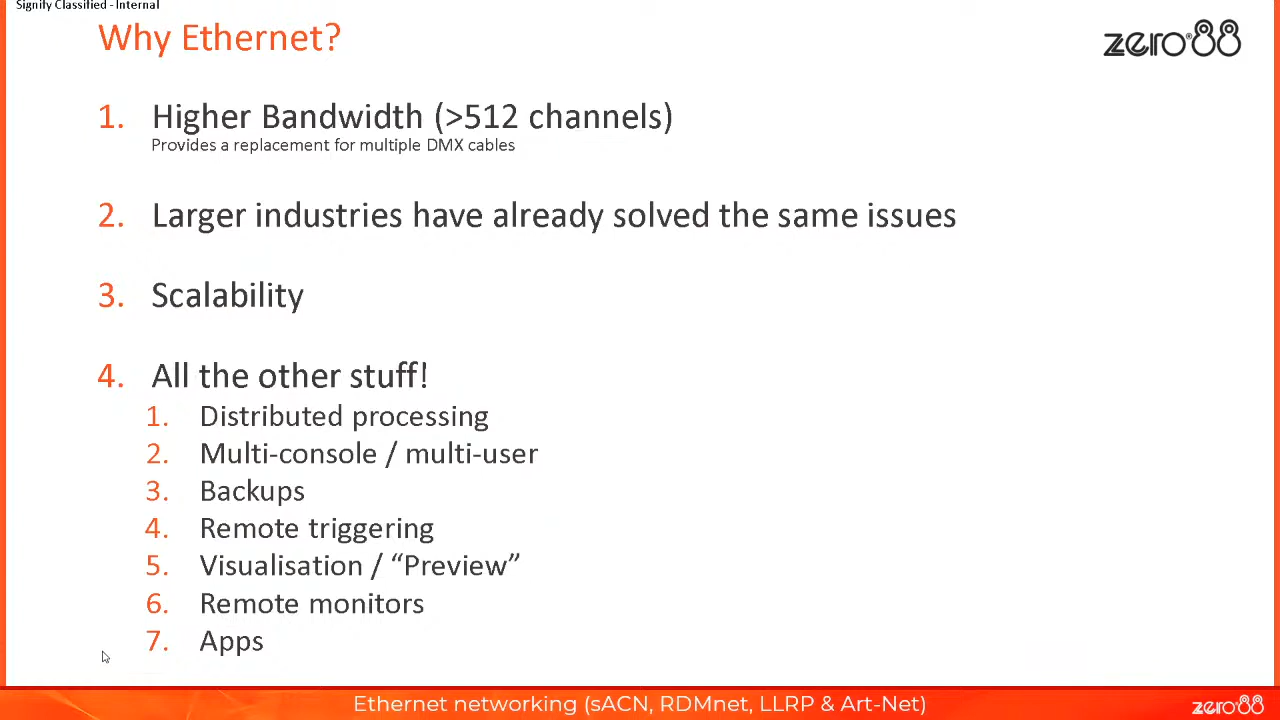 Signify Classified - Internal
Why Ethernet?
zero®88
1. Higher Bandwidth (>512 channels)
Provides a replacement for multiple DMX cables
2. Larger industries have already solved the same issues
3. Scalability
4. All the other stuff!
1. Distributed processing
2. Multi-console / multi-user
3. Backups
4. Remote triggering
5. Visualisation / “Preview”
6. Remote monitors
7. Apps
Ethernet networking (sACN, RDMnet, LLRP & Art-Net)
zero88